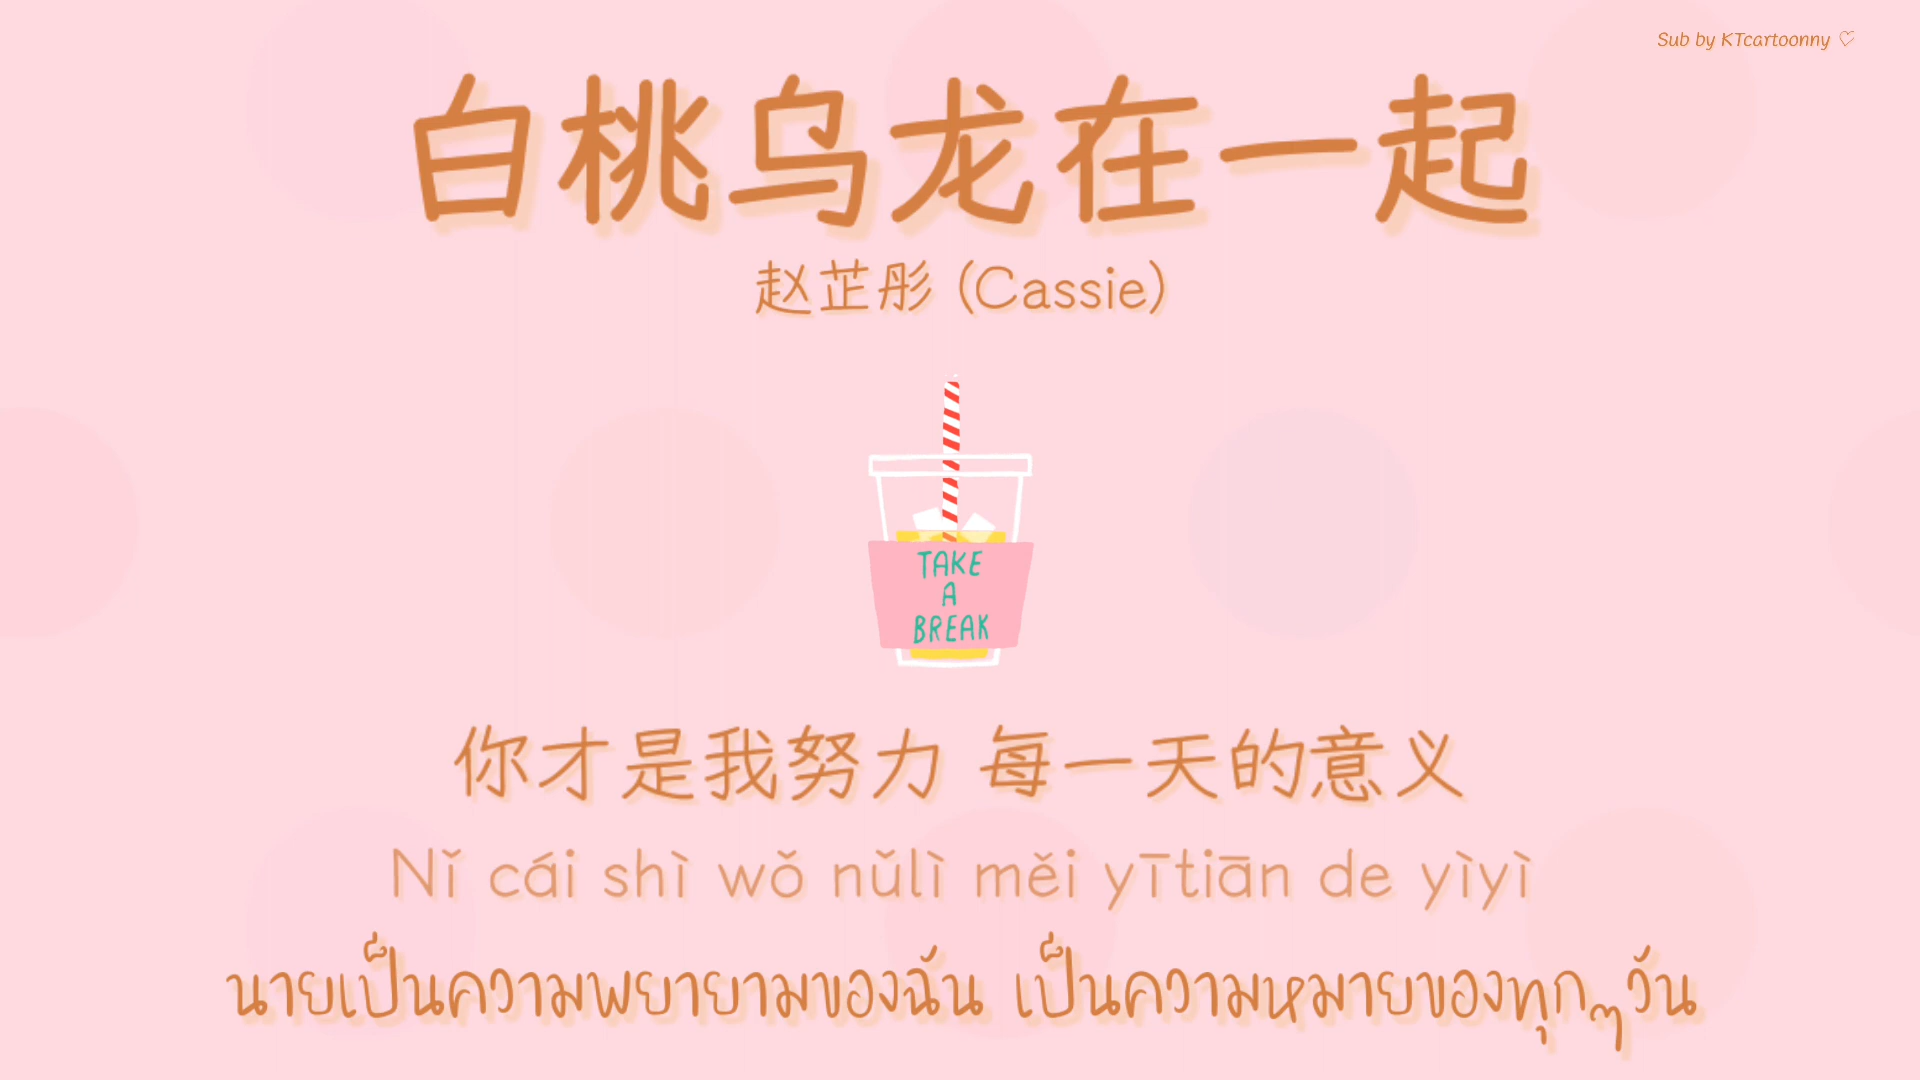 Sub by KTcartoonny ♡
白桃乌龙在一起
赵芷彤 (Cassie)
TAKE
A
BREAK
你才是我努力 每一天的意义
Nǐ cái shì wǒ nǔlì měi yītiān de yìyì
นายเป็นความพยายามของฉัน เป็นความหมายของทุกๆวัน